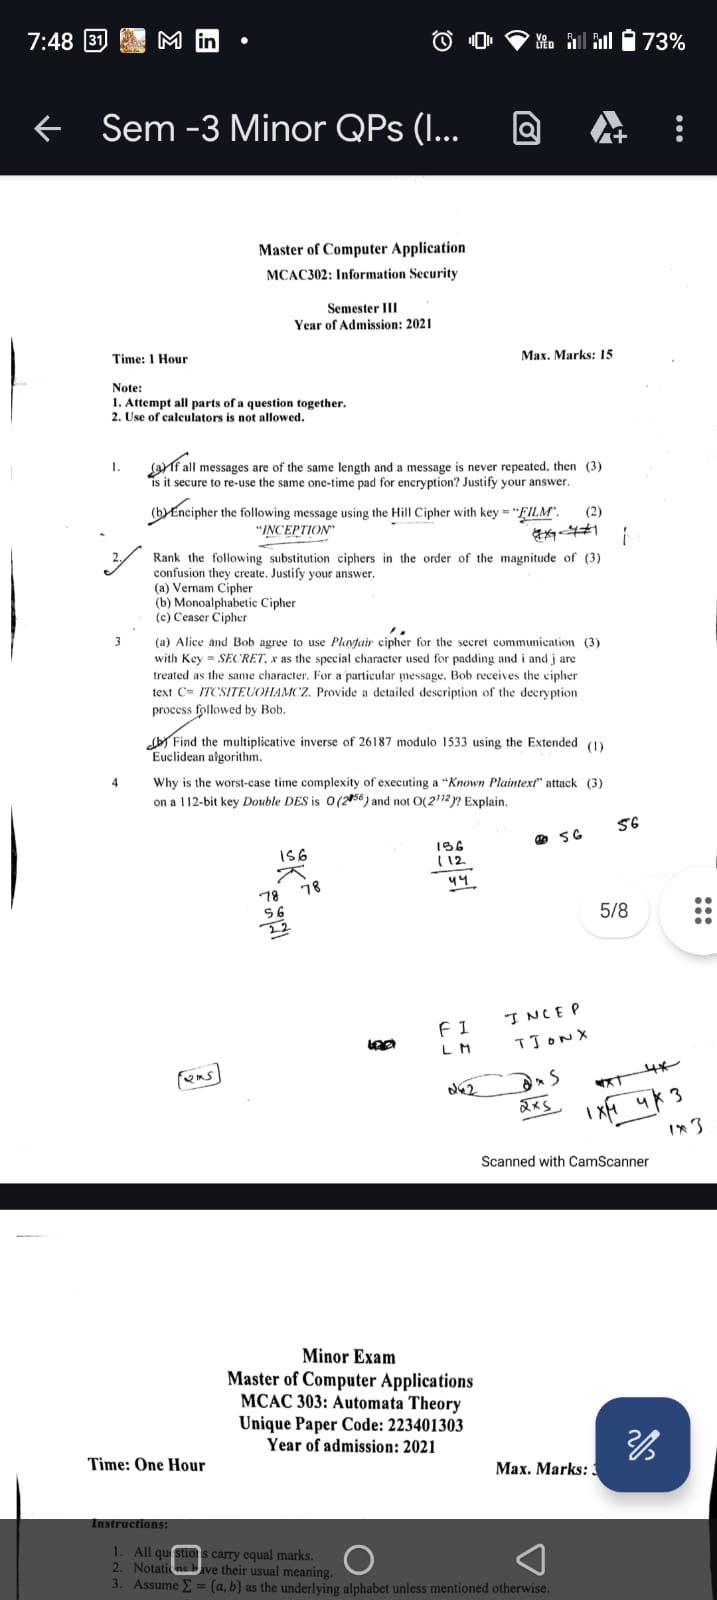 7:48 31 M in • Vo LTED R R 73%
Sem -3 Minor QPs (I...
Master of Computer Application
MCAC302: Information Security
Semester III
Year of Admission: 2021
Time: 1 Hour Max. Marks: 15
Note:
1. Attempt all parts of a question together.
2. Use of calculators is not allowed.
1. (a) If all messages are of the same length and a message is never repeated, then (3)
is it secure to re-use the same one-time pad for encryption? Justify your answer.
(b) Encipher the following message using the Hill Cipher with key = "FILM". (2)
"INCEPTION"
2. Rank the following substitution ciphers in the order of the magnitude of (3)
confusion they create. Justify your answer.
(a) Vernam Cipher
(b) Monoalphabetic Cipher
(c) Ceaser Cipher
3 (a) Alice and Bob agree to use Playfair cipher for the secret communication (3)
with Key = SECRET, x as the special character used for padding and i and j are
treated as the same character. For a particular message, Bob receives the cipher
text C= ITCSITEUOHAMCZ. Provide a detailed description of the decryption
process followed by Bob.
(b) Find the multiplicative inverse of 26187 modulo 1533 using the Extended (1)
Euclidean algorithm.
4 Why is the worst-case time complexity of executing a "Known Plaintext" attack (3)
on a 112-bit key Double DES is O(2^56) and not O(2^112)? Explain.
56 56
156 156
112
78 78 44
56
22
5/8
F I I N C E P
L M T I O N X
2x5
2x5 1x4 4x3
1x3
Scanned with CamScanner
Minor Exam
Master of Computer Applications
MCAC 303: Automata Theory
Unique Paper Code: 223401303
Year of admission: 2021
Time: One Hour Max. Marks:
Instructions:
1. All questions carry equal marks.
2. Notations have their usual meaning.
3. Assume Σ = {a, b} as the underlying alphabet unless mentioned otherwise.